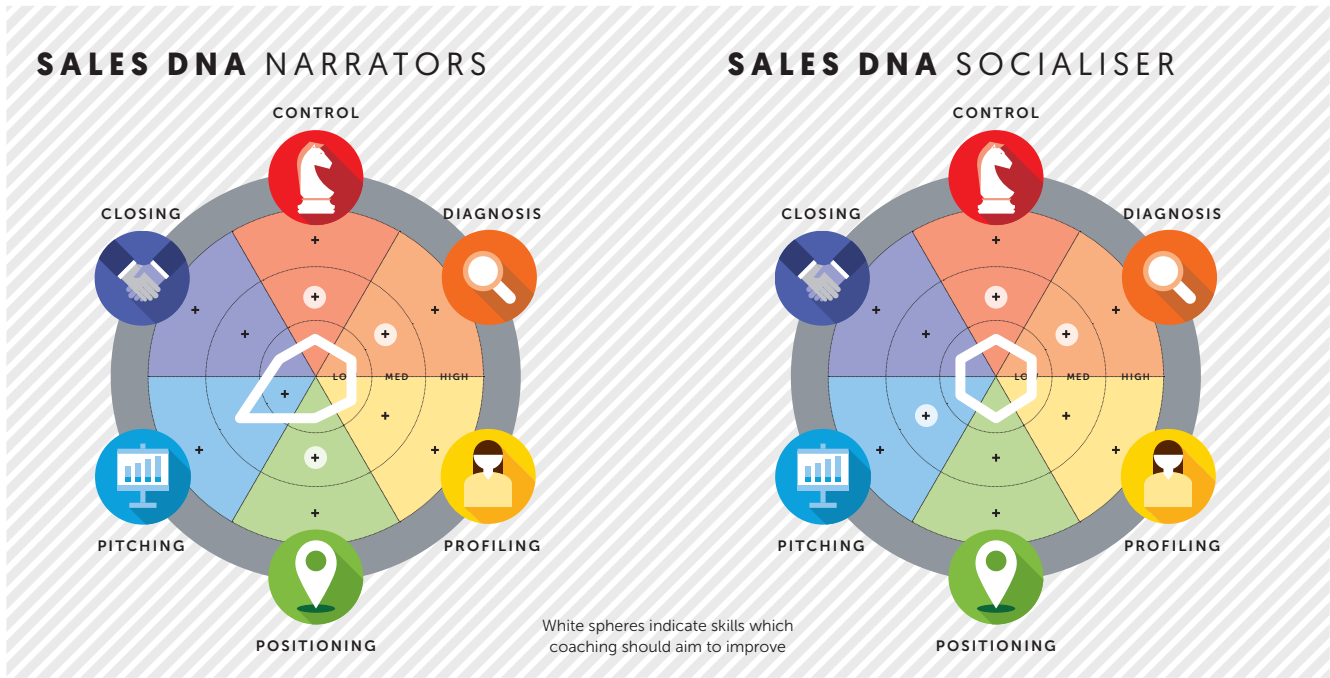 SALES DNA NARRATORS
CONTROL
CLOSING
DIAGNOSIS
LO
MED
HIGH
PITCHING
PROFILING
POSITIONING
SALES DNA SOCIALISER
CONTROL
CLOSING
DIAGNOSIS
LO
MED
HIGH
PITCHING
PROFILING
POSITIONING
White spheres indicate skills which
coaching should aim to improve